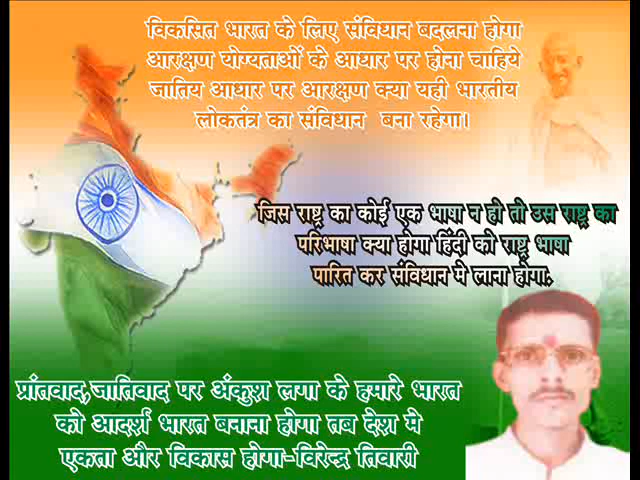 विकसित भारत के लिए संविधान बदलना होगा
आरक्षण योग्यताओं के आधार पर होना चाहिये
जातिय आधार पर आरक्षण क्या यही भारतीय
लोकतंत्र का संविधान बना रहेगा।
जिस राष्ट्र का कोई एक भाषा न हो तो उस राष्ट्र का
परिभाषा क्या होगा हिंदी को राष्ट्र भाषा
पारित कर संविधान मे लाना होगा.
प्रांतवाद,जातिवाद पर अंकुश लगा के हमारे भारत
को आदर्श भारत बनाना होगा तब देश मे
एकता और विकास होगा-विरेन्द्र तिवारी